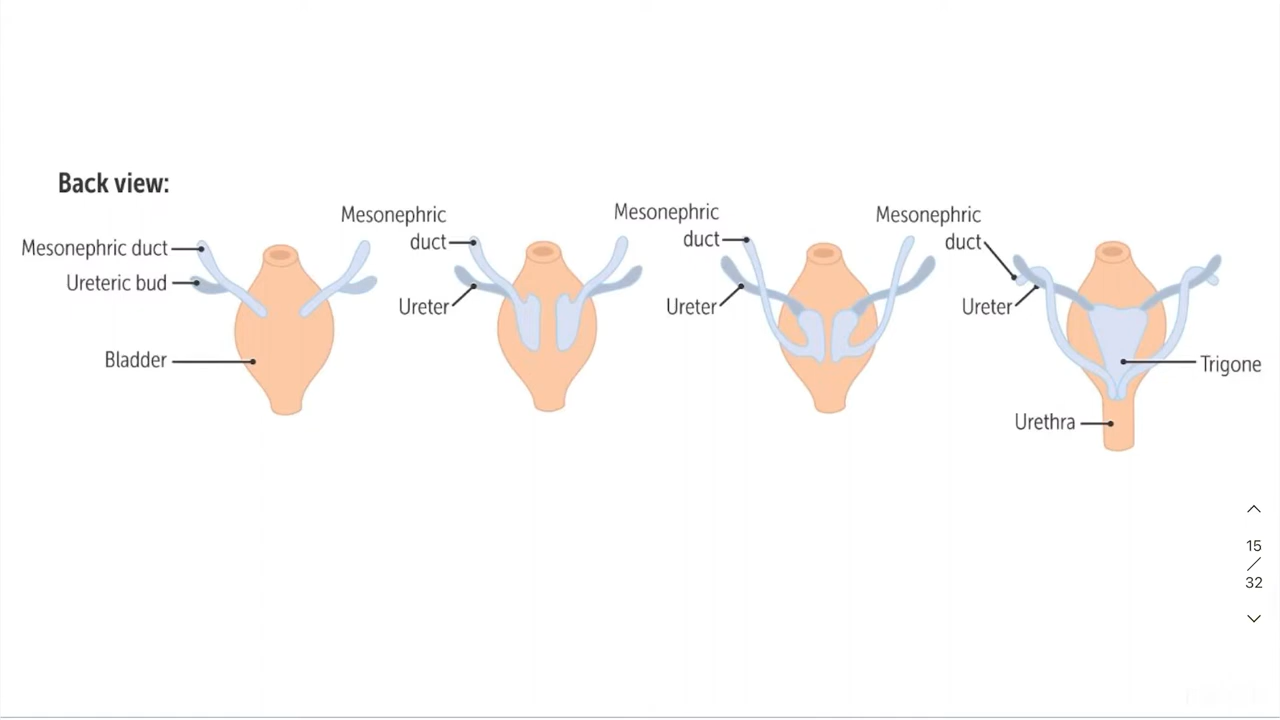 Back view:
Mesonephric duct
Ureteric bud
Bladder
Mesonephric
duct
Ureter
Mesonephric
duct
Ureter
Mesonephric
duct
Ureter
Trigone
Urethra
15
/
32